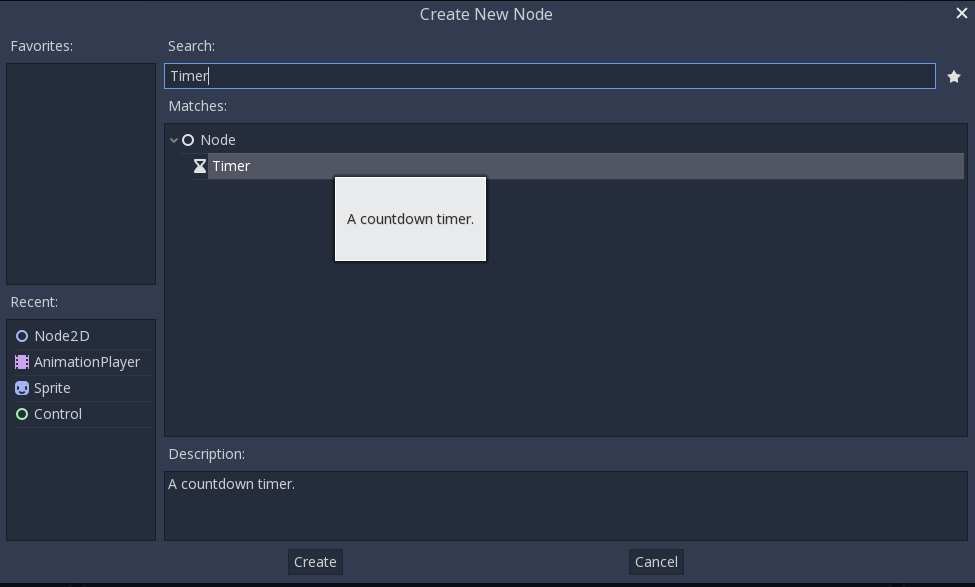 Create New Node
Favorites:
Search:
Timer
Matches:
Node
Timer
A countdown timer.
Recent:
Node2D
AnimationPlayer
Sprite
Control
Description:
A countdown timer.
Create
Cancel